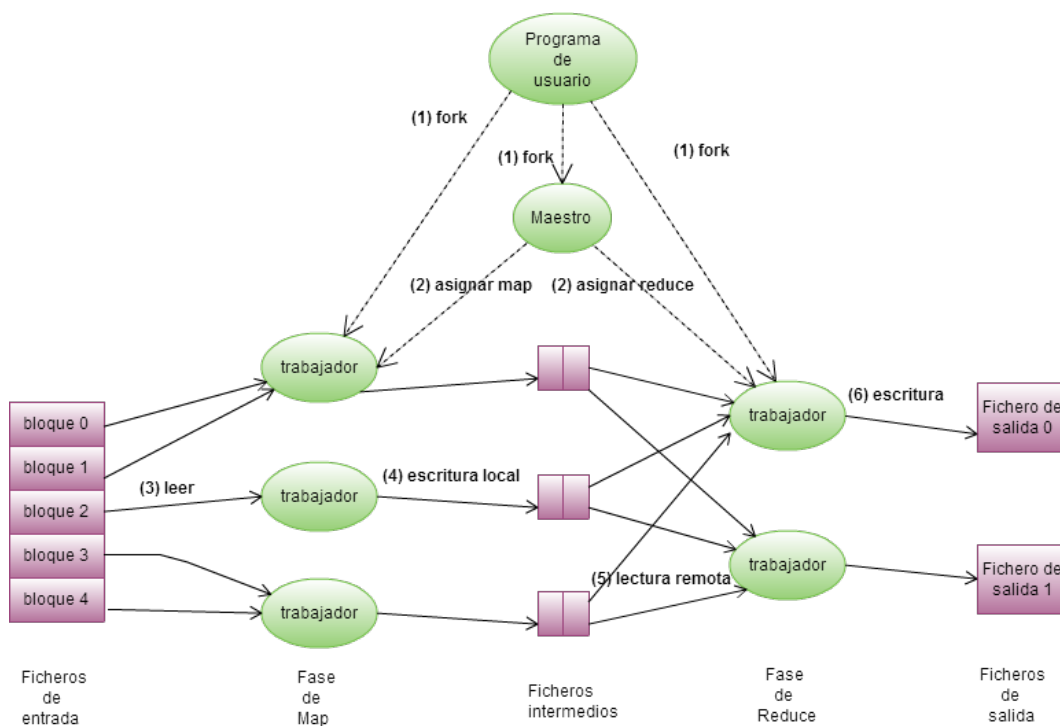 Programa
de
usuario
(1) fork
(1) fork
(1) fork
Maestro
(2) asignar map
(2) asignar reduce
trabajador
trabajador
(6) escritura
Fichero de
salida 0
bloque 0
bloque 1
bloque 2
bloque 3
bloque 4
(3) leer
trabajador
(4) escritura local
trabajador
(5) lectura remota
trabajador
Fichero de
salida 1
Ficheros
de
entrada
Fase
de
Map
Ficheros
intermedios
Fase
de
Reduce
Ficheros
de
salida